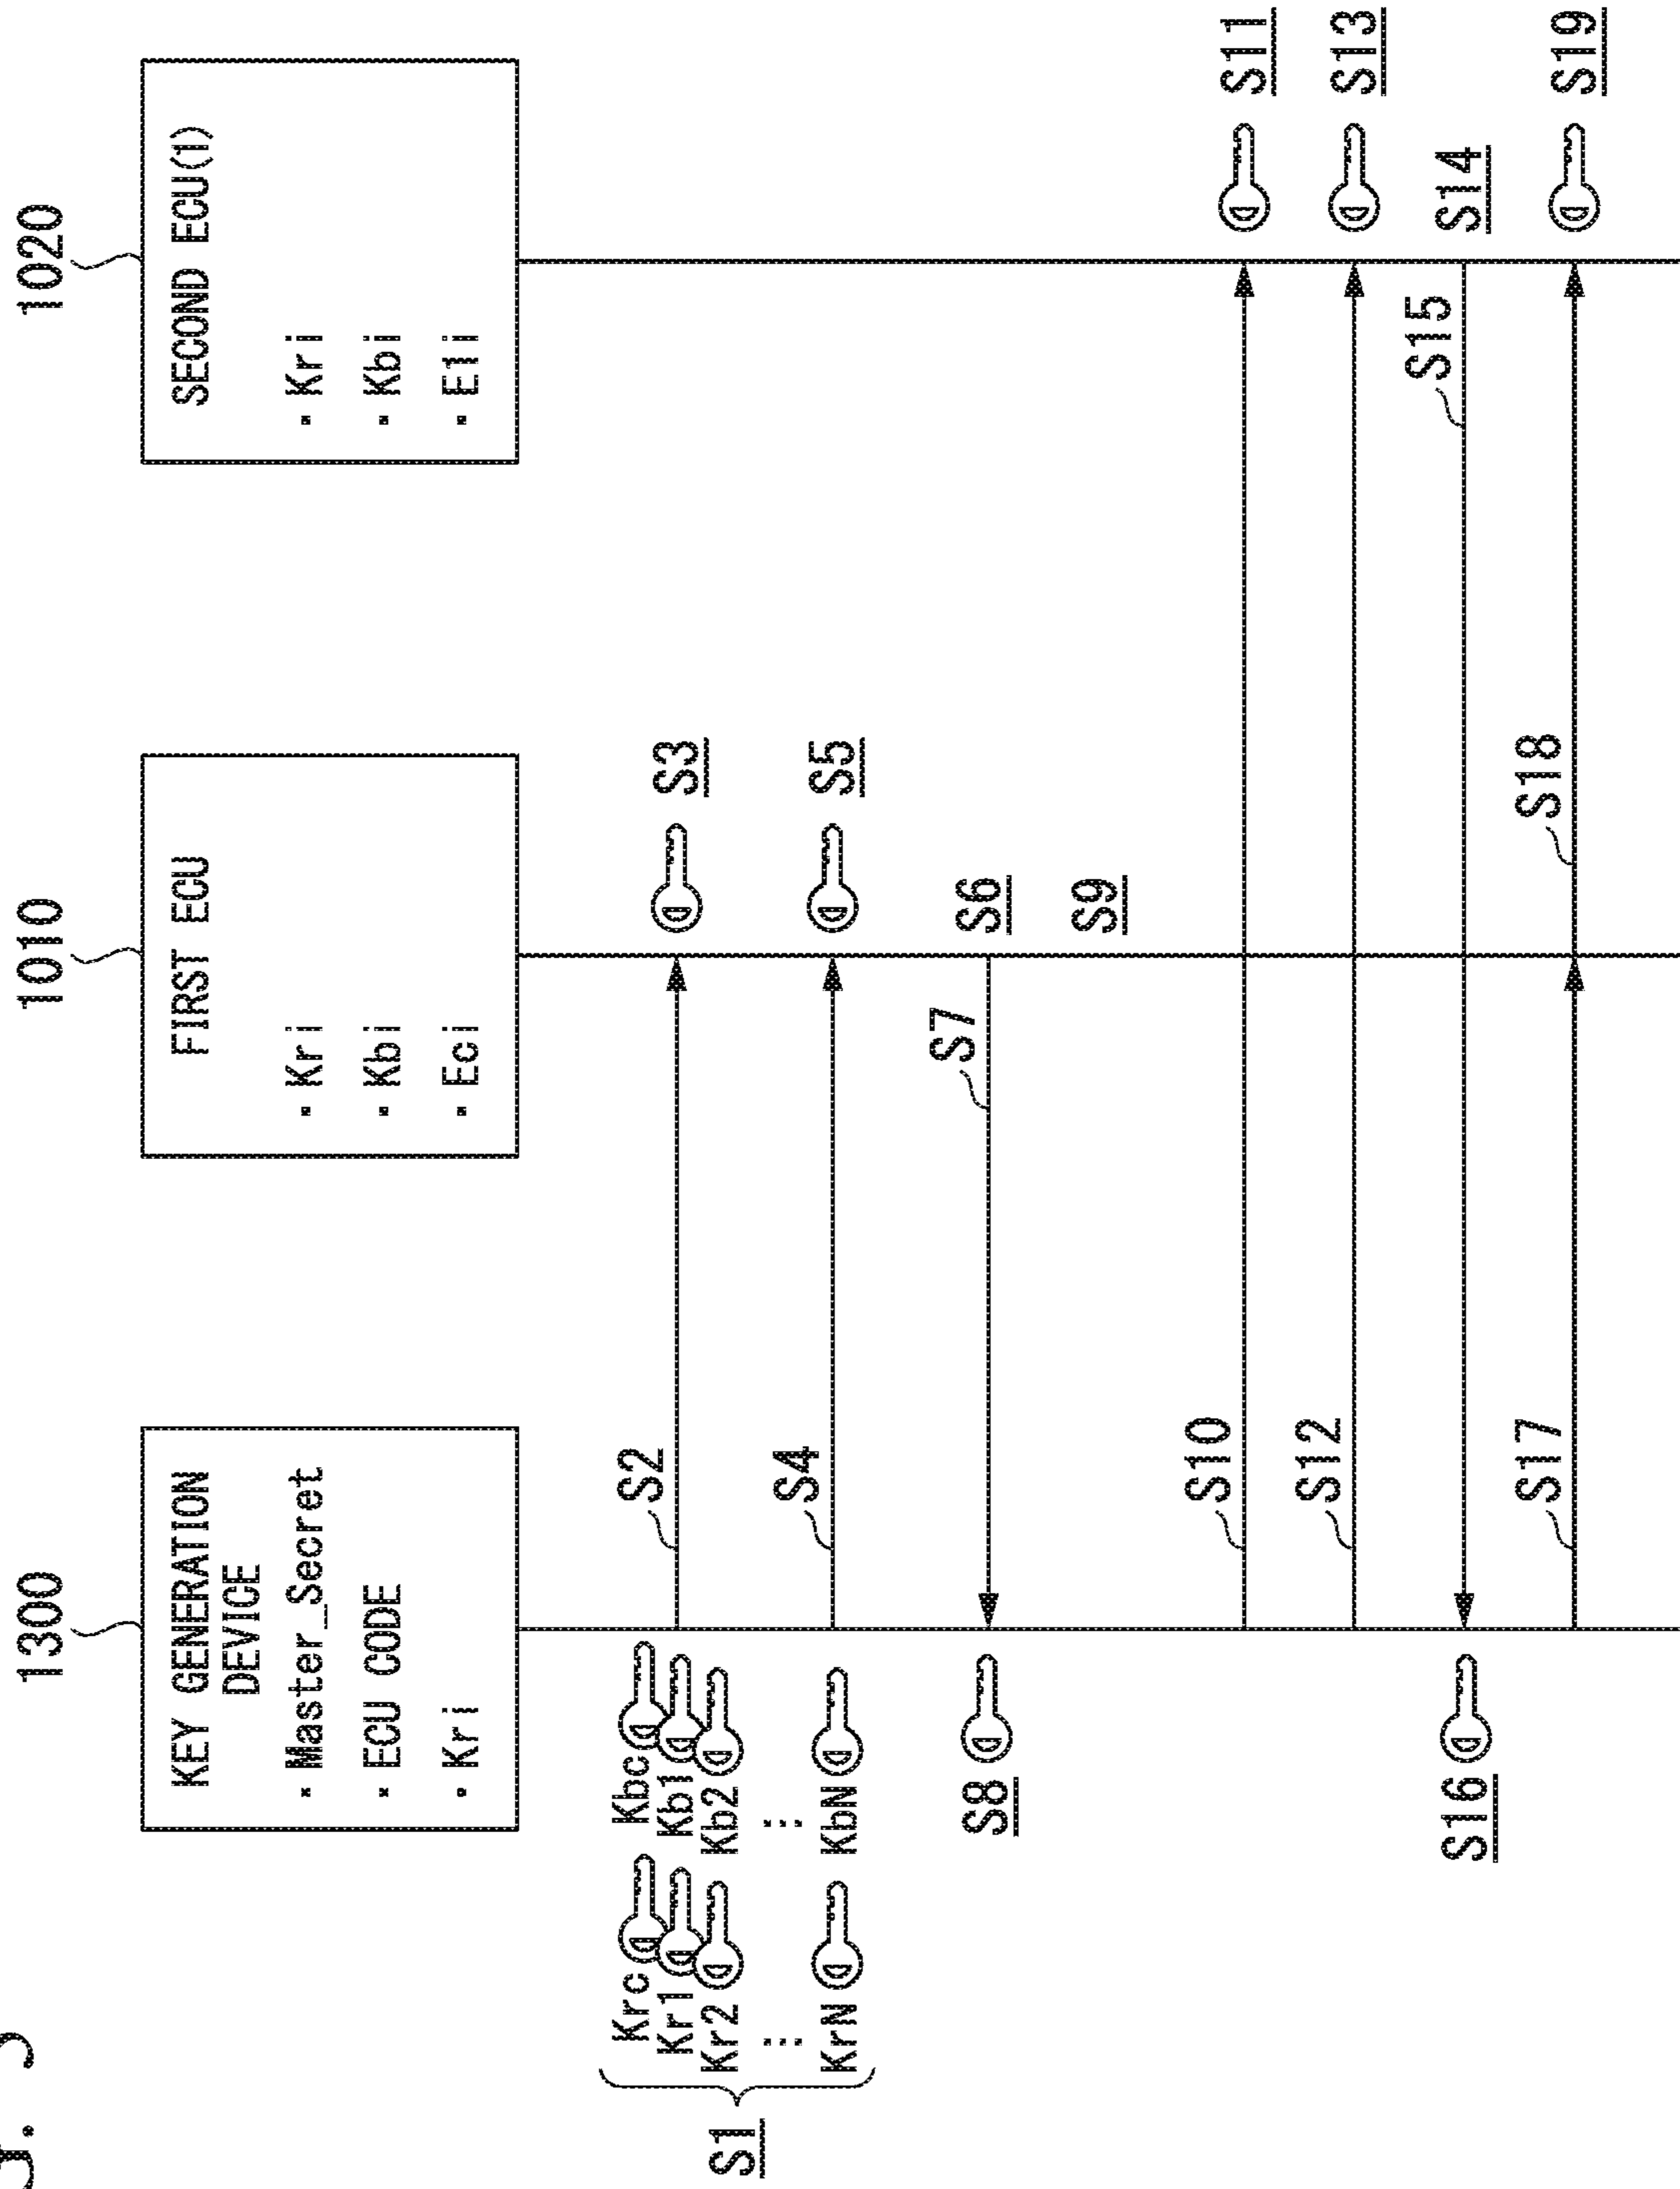 1300
1010
1020
KEY GENERATION
DEVICE
·Master_Secret
·ECU CODE
·Kri
FIRST ECU
·Kri
·Kbi
·Eci
SECOND ECU(1)
·Kri
·Kbi
·E1i
S1
Krc Kbc
Kr1 Kb1
Kr2 Kb2
⋮ ⋮
KrN KbN
S2
S3
S4
S5
S6
S7
S8
S9
S10
S11
S12
S13
S14
S15
S16
S17
S18
S19